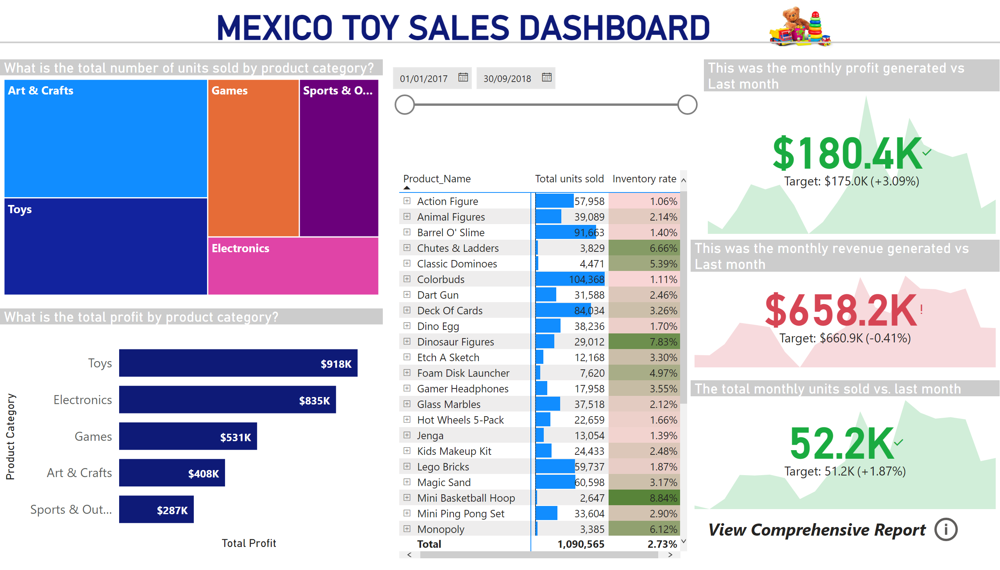 MEXICO TOY SALES DASHBOARD
What is the total number of units sold by product category?
Art & Crafts
Games
Sports & O...
Toys
Electronics
What is the total profit by product category?
Product Category
Toys $918K
Electronics $835K
Games $531K
Art & Crafts $408K
Sports & Out... $287K
Total Profit
01/01/2017 30/09/2018
Product_Name Total units sold Inventory rate
Action Figure 57,958 1.06%
Animal Figures 39,089 2.14%
Barrel O' Slime 91,663 1.40%
Chutes & Ladders 3,829 6.66%
Classic Dominoes 4,471 5.39%
Colorbuds 104,368 1.11%
Dart Gun 31,588 2.46%
Deck Of Cards 84,034 3.26%
Dino Egg 38,236 1.70%
Dinosaur Figures 29,012 7.83%
Etch A Sketch 12,168 3.30%
Foam Disk Launcher 7,620 4.97%
Gamer Headphones 17,958 3.55%
Glass Marbles 37,518 2.12%
Hot Wheels 5-Pack 22,659 1.66%
Jenga 13,054 1.39%
Kids Makeup Kit 24,433 2.48%
Lego Bricks 59,737 1.87%
Magic Sand 60,598 3.17%
Mini Basketball Hoop 2,647 8.84%
Mini Ping Pong Set 33,604 2.90%
Monopoly 3,385 6.12%
Total 1,090,565 2.73%
This was the monthly profit generated vs
Last month
$180.4K
Target: $175.0K (+3.09%)
This was the monthly revenue generated vs
Last month
$658.2K!
Target: $660.9K (-0.41%)
The total monthly units sold vs. last month
52.2K
Target: 51.2K (+1.87%)
View Comprehensive Report